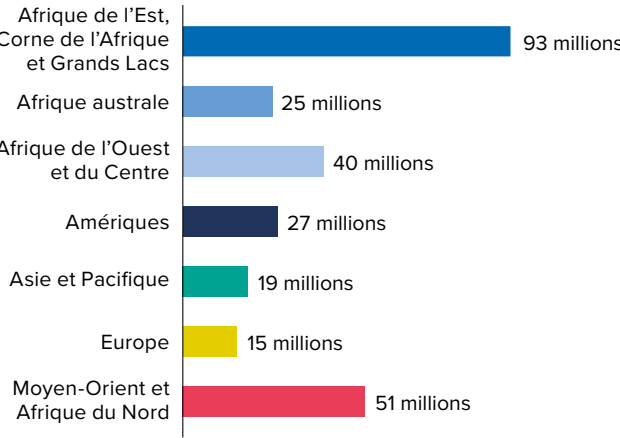 Afrique de l’Est,
Corne de l’Afrique
et Grands Lacs
93 millions
Afrique australe
25 millions
Afrique de l’Ouest
et du Centre
40 millions
Amériques
27 millions
Asie et Pacifique
19 millions
Europe
15 millions
Moyen-Orient et
Afrique du Nord
51 millions